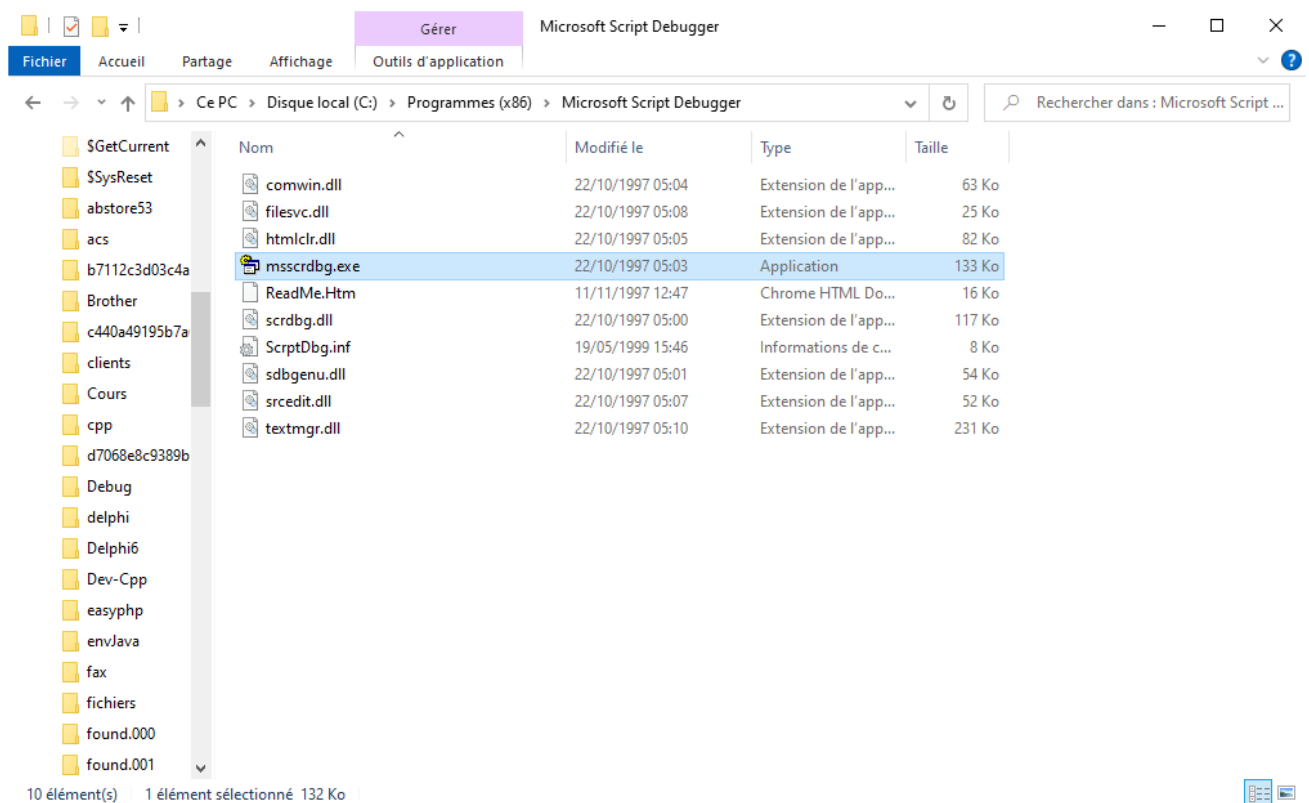 Microsoft Script Debugger
Gérer
Fichier Accueil Partage Affichage Outils d'application
Ce PC > Disque local (C:) > Programmes (x86) > Microsoft Script Debugger
Rechercher dans : Microsoft Script ...
$GetCurrent
$SysReset
abstore53
acs
b7112c3d03c4a
Brother
c440a49195b7a
clients
Cours
cpp
d7068e8c9389b
Debug
delphi
Delphi6
Dev-Cpp
easyphp
envJava
fax
fichiers
found.000
found.001
Nom Modifié le Type Taille
comwin.dll 22/10/1997 05:04 Extension de l'app... 63 Ko
filesvc.dll 22/10/1997 05:08 Extension de l'app... 25 Ko
htmlclr.dll 22/10/1997 05:05 Extension de l'app... 82 Ko
msscrdbg.exe 22/10/1997 05:03 Application 133 Ko
ReadMe.Htm 11/11/1997 12:47 Chrome HTML Do... 16 Ko
scrdbg.dll 22/10/1997 05:00 Extension de l'app... 117 Ko
ScrptDbg.inf 19/05/1999 15:46 Informations de c... 8 Ko
sdbgenu.dll 22/10/1997 05:01 Extension de l'app... 54 Ko
srcedit.dll 22/10/1997 05:07 Extension de l'app... 52 Ko
textmgr.dll 22/10/1997 05:10 Extension de l'app... 231 Ko
10 élément(s) 1 élément sélectionné 132 Ko